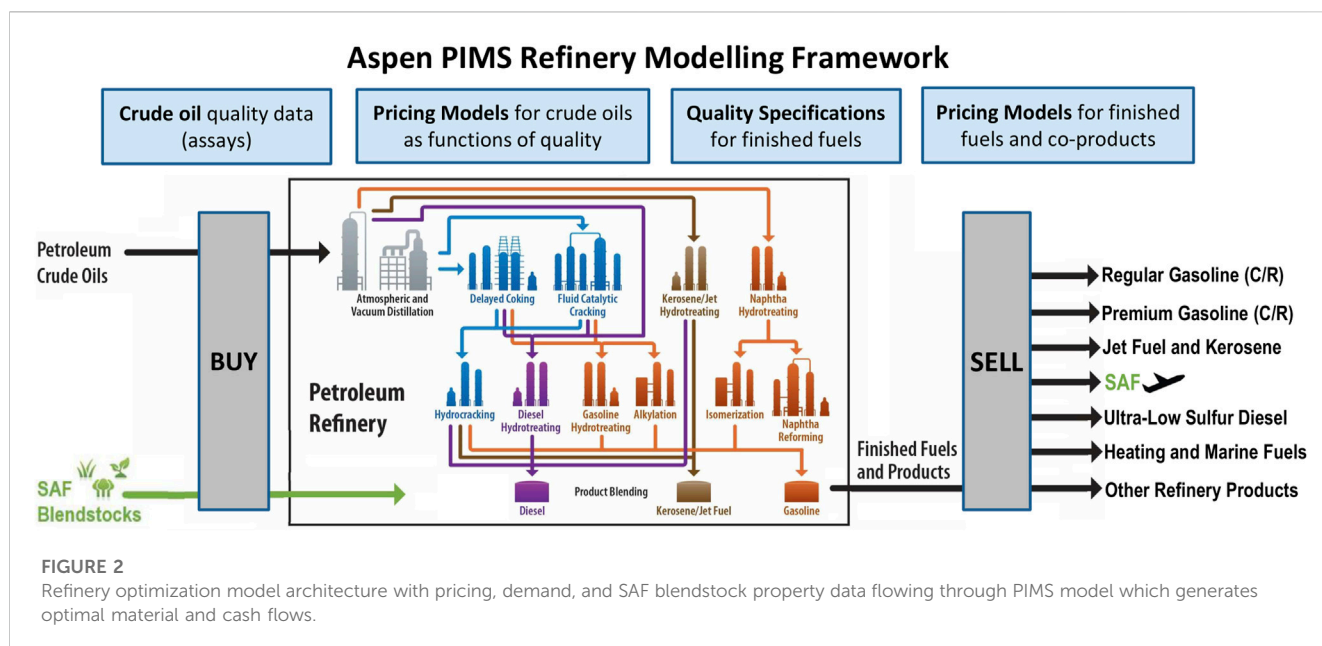 Aspen PIMS Refinery Modelling Framework
Crude oil quality data
(assays)
Pricing Models for crude oils
as functions of quality
Quality Specifications
for finished fuels
Pricing Models for finished
fuels and co-products
Petroleum
Crude Oils
BUY
Atmospheric and
Vacuum Distillation
Delayed Coking
Fluid Catalytic
Cracking
Kerosene/Jet
Hydrotreating
Naphtha
Hydrotreating
Petroleum
Refinery
Hydrocracking
Diesel
Hydrotreating
Gasoline
Hydrotreating
Alkylation
Isomerization
Naphtha
Reforming
SAF
Blendstocks
Product Blending
Diesel
Kerosene/Jet Fuel
Gasoline
Finished Fuels
and Products
SELL
Regular Gasoline (C/R)
Premium Gasoline (C/R)
Jet Fuel and Kerosene
SAF
Ultra-Low Sulfur Diesel
Heating and Marine Fuels
Other Refinery Products
FIGURE 2
Refinery optimization model architecture with pricing, demand, and SAF blendstock property data flowing through PIMS model which generates
optimal material and cash flows.